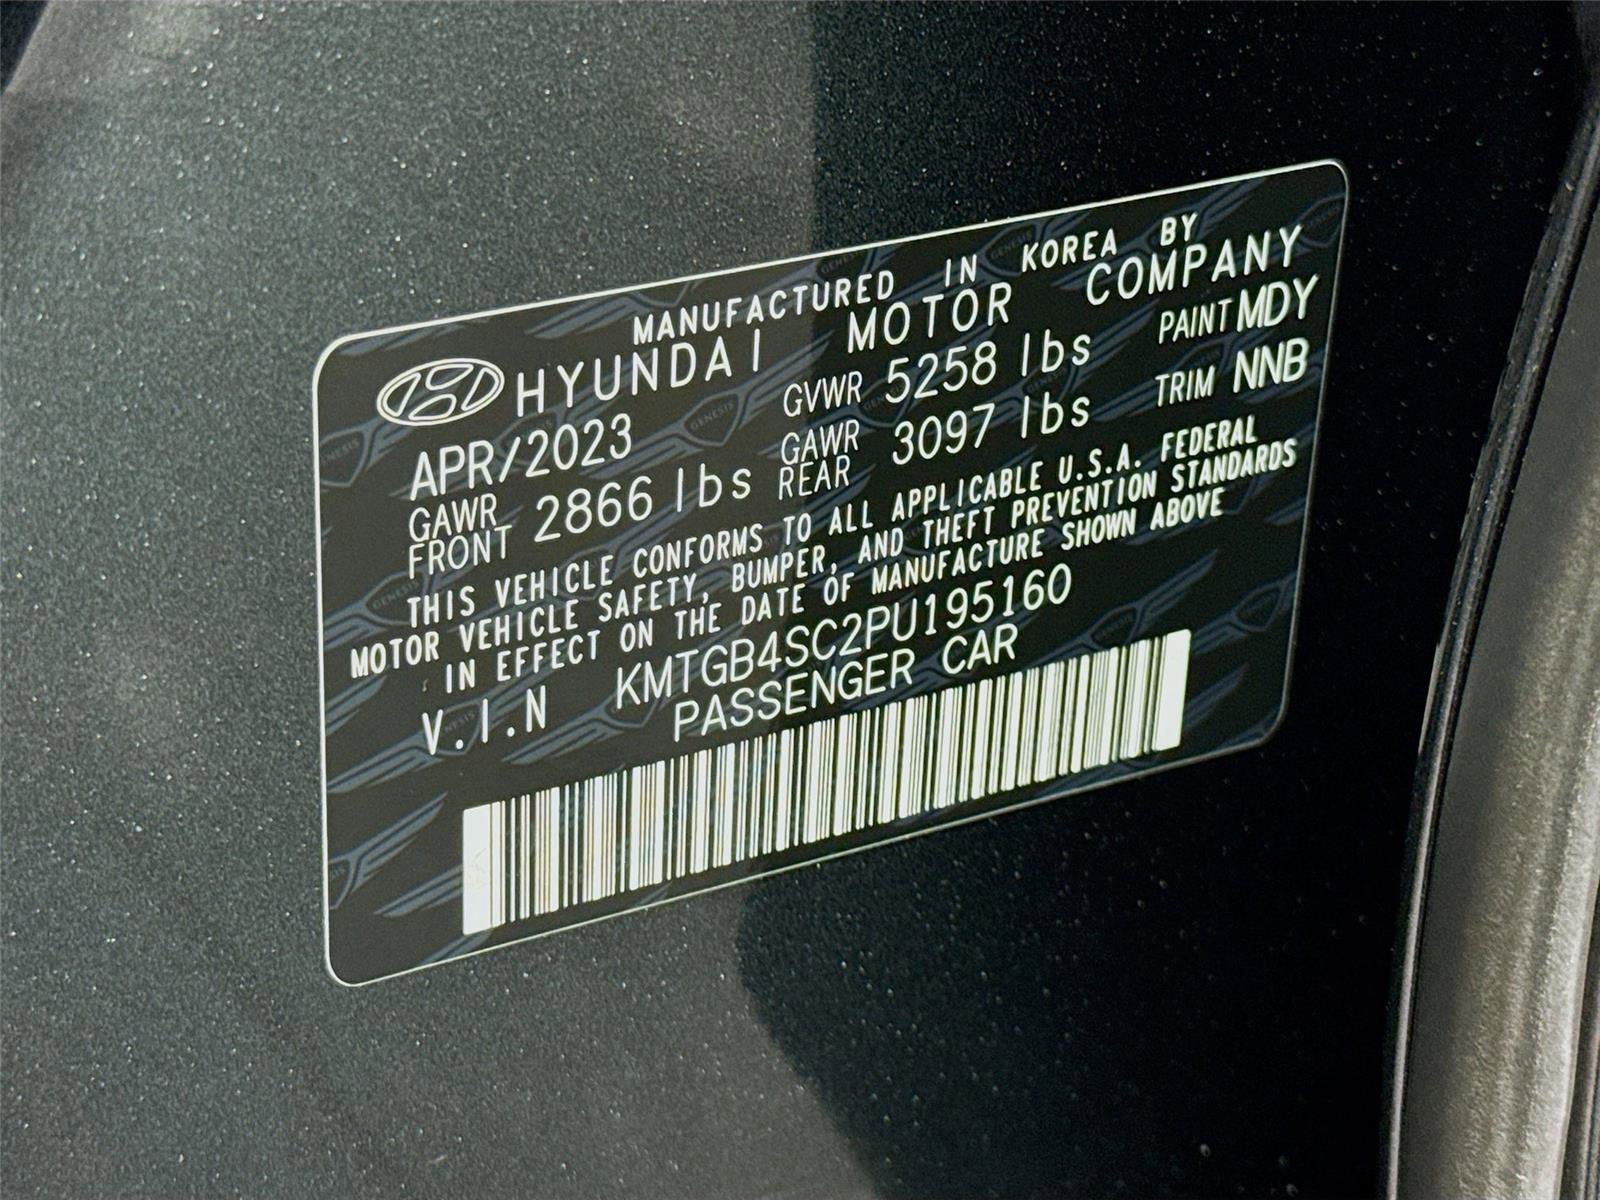 MANUFACTURED IN KOREA BY
HYUNDAI MOTOR COMPANY
APR/2023 GVWR 5258 lbs PAINT MDY
GAWR FRONT 2866 lbs GAWR REAR 3097 lbs TRIM NNB
THIS VEHICLE CONFORMS TO ALL APPLICABLE U.S.A. FEDERAL
MOTOR VEHICLE SAFETY, BUMPER, AND THEFT PREVENTION STANDARDS
IN EFFECT ON THE DATE OF MANUFACTURE SHOWN ABOVE
V.I.N KMTGB4SC2PU195160
PASSENGER CAR
GENESIS